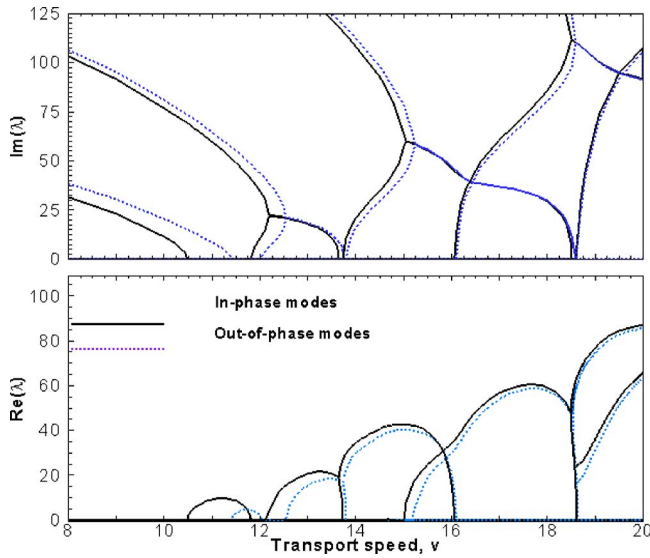 125
100
75
50
25
0
Im(λ)
100
80
60
40
20
0
Re(λ)
In-phase modes
Out-of-phase modes
8 10 12 14 16 18 20
Transport speed, v